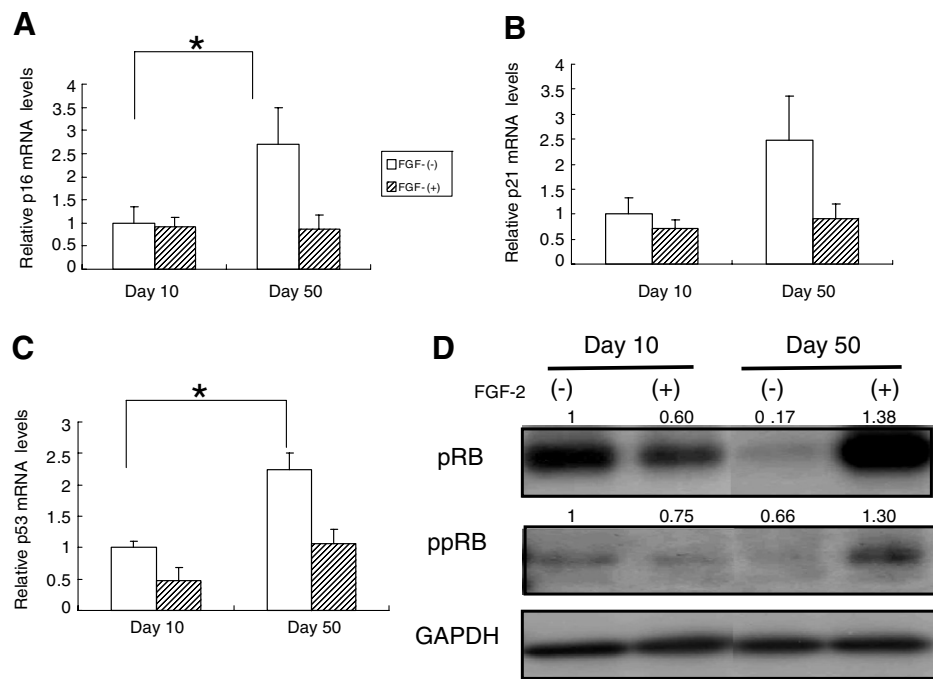 A
*
Relative p16 mRNA levels
4
3.5
3
2.5
2
1.5
1
0.5
0
Day 10
Day 50
FGF- (-)
FGF- (+)
B
Relative p21 mRNA levels
4
3.5
3
2.5
2
1.5
1
0.5
0
Day 10
Day 50
C
*
Relative p53 mRNA levels
3
2.5
2
1.5
1
0.5
0
Day 10
Day 50
D
Day 10 Day 50
FGF-2 (-) (+) (-) (+)
1 0.60 0 .17 1.38
pRB
1 0.75 0.66 1.30
ppRB
GAPDH